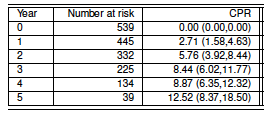 Year Number at risk CPR
0 539 0.00 (0.00,0.00)
1 445 2.71 (1.58,4.63)
2 332 5.76 (3.92,8.44)
3 225 8.44 (6.02,11.77)
4 134 8.87 (6.35,12.32)
5 39 12.52 (8.37,18.50)